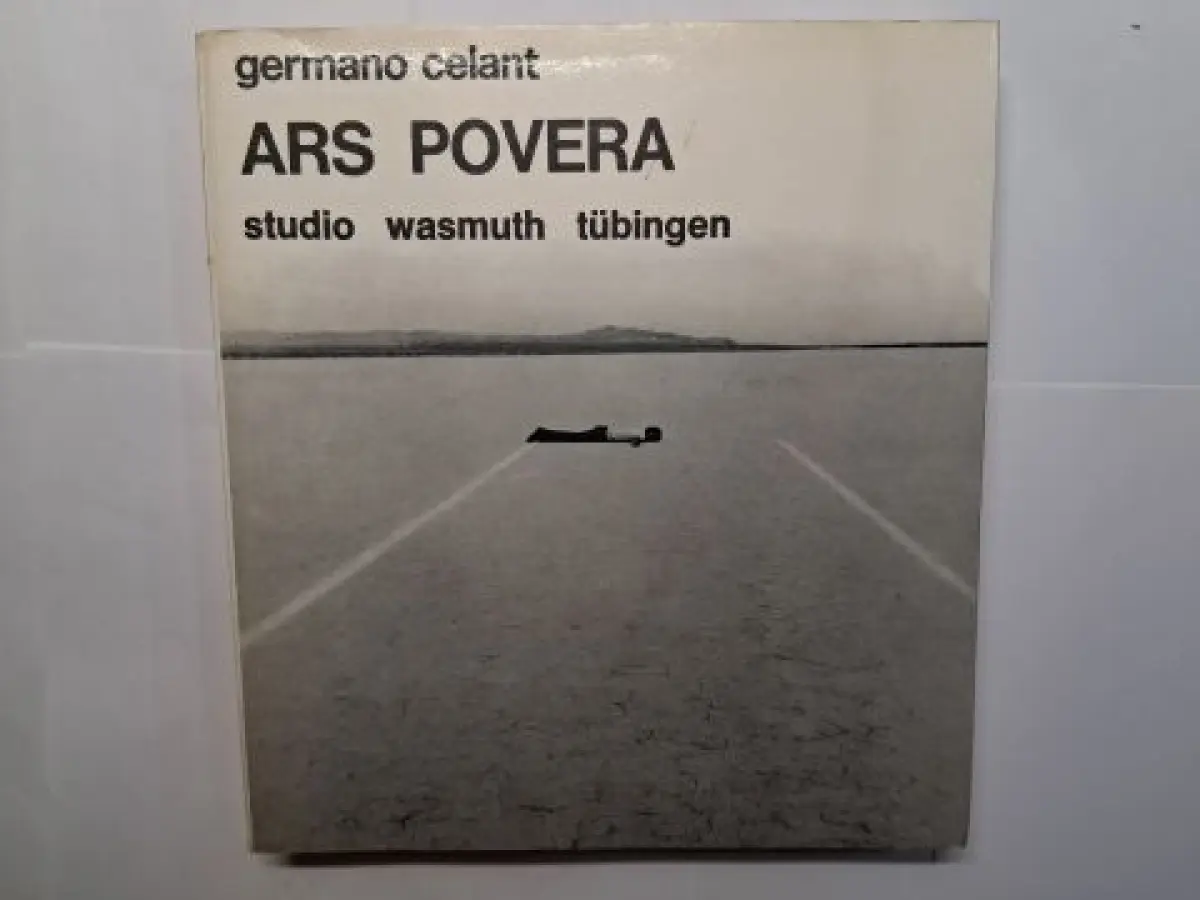 germano celant
ARS POVERA
studio wasmuth tübingen